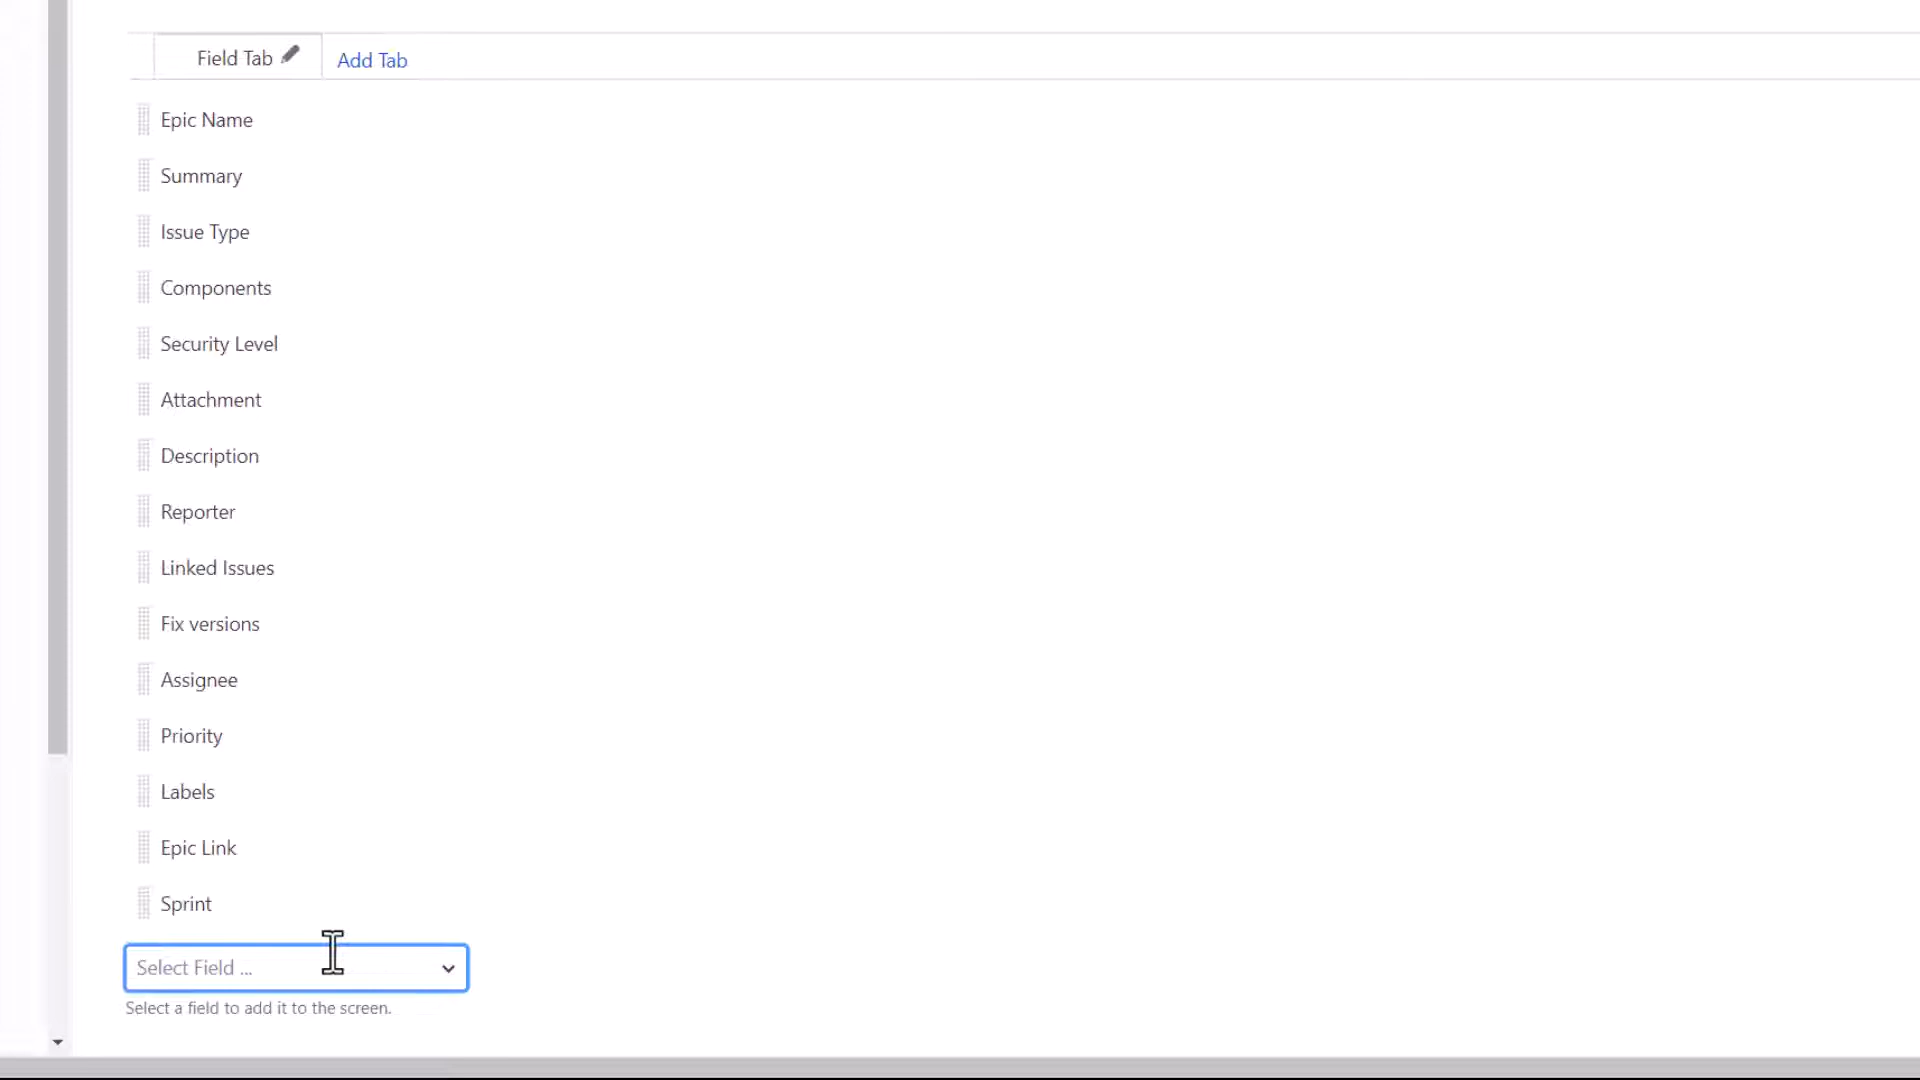 Field Tab Add Tab
Epic Name
Summary
Issue Type
Components
Security Level
Attachment
Description
Reporter
Linked Issues
Fix versions
Assignee
Priority
Labels
Epic Link
Sprint
Select Field ...
Select a field to add it to the screen.